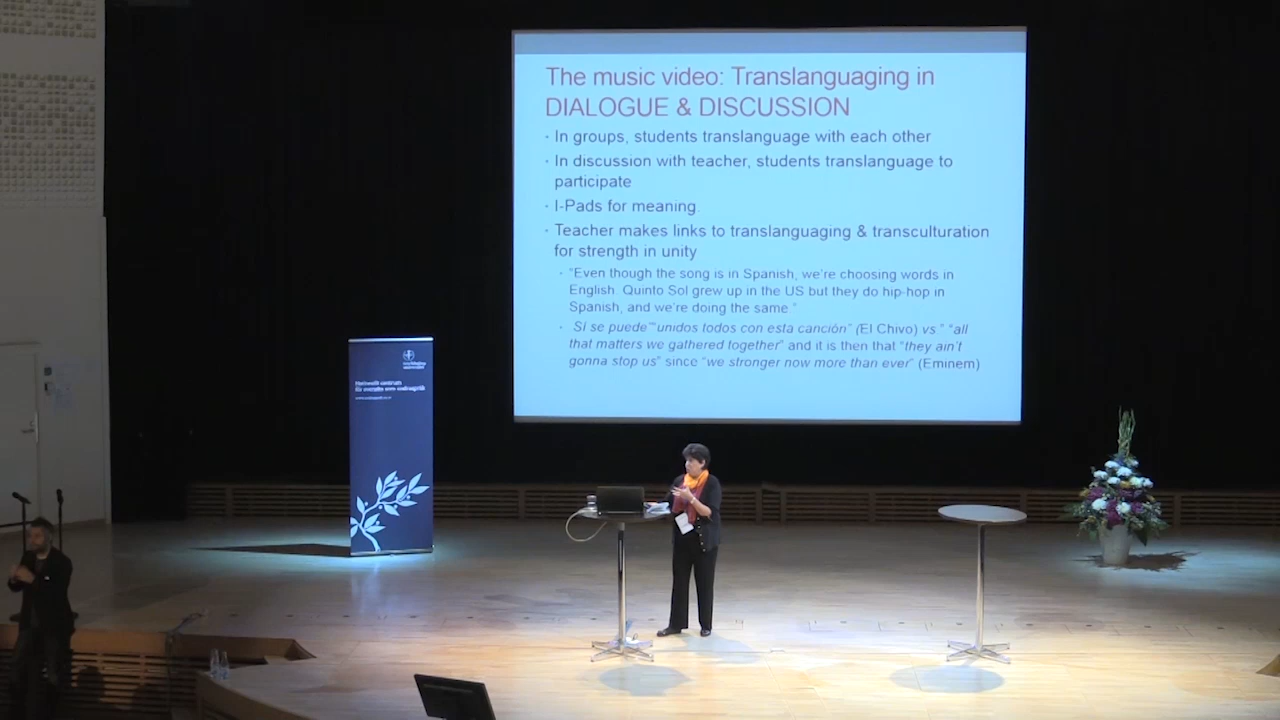 The music video: Translanguaging in
DIALOGUE & DISCUSSION
• In groups, students translanguage with each other
• In discussion with teacher, students translanguage to
participate
• I-Pads for meaning.
• Teacher makes links to translanguaging & transculturation
for strength in unity
• "Even though the song is in Spanish, we're choosing words in
English. Quinto Sol grew up in the US but they do hip-hop in
Spanish, and we're doing the same."
• Sí se puede""unidos todos con esta canción" (El Chivo) vs " "all
that matters we gathered together" and it is then that "they ain't
gonna stop us" since "we stronger now more than ever" (Eminem)